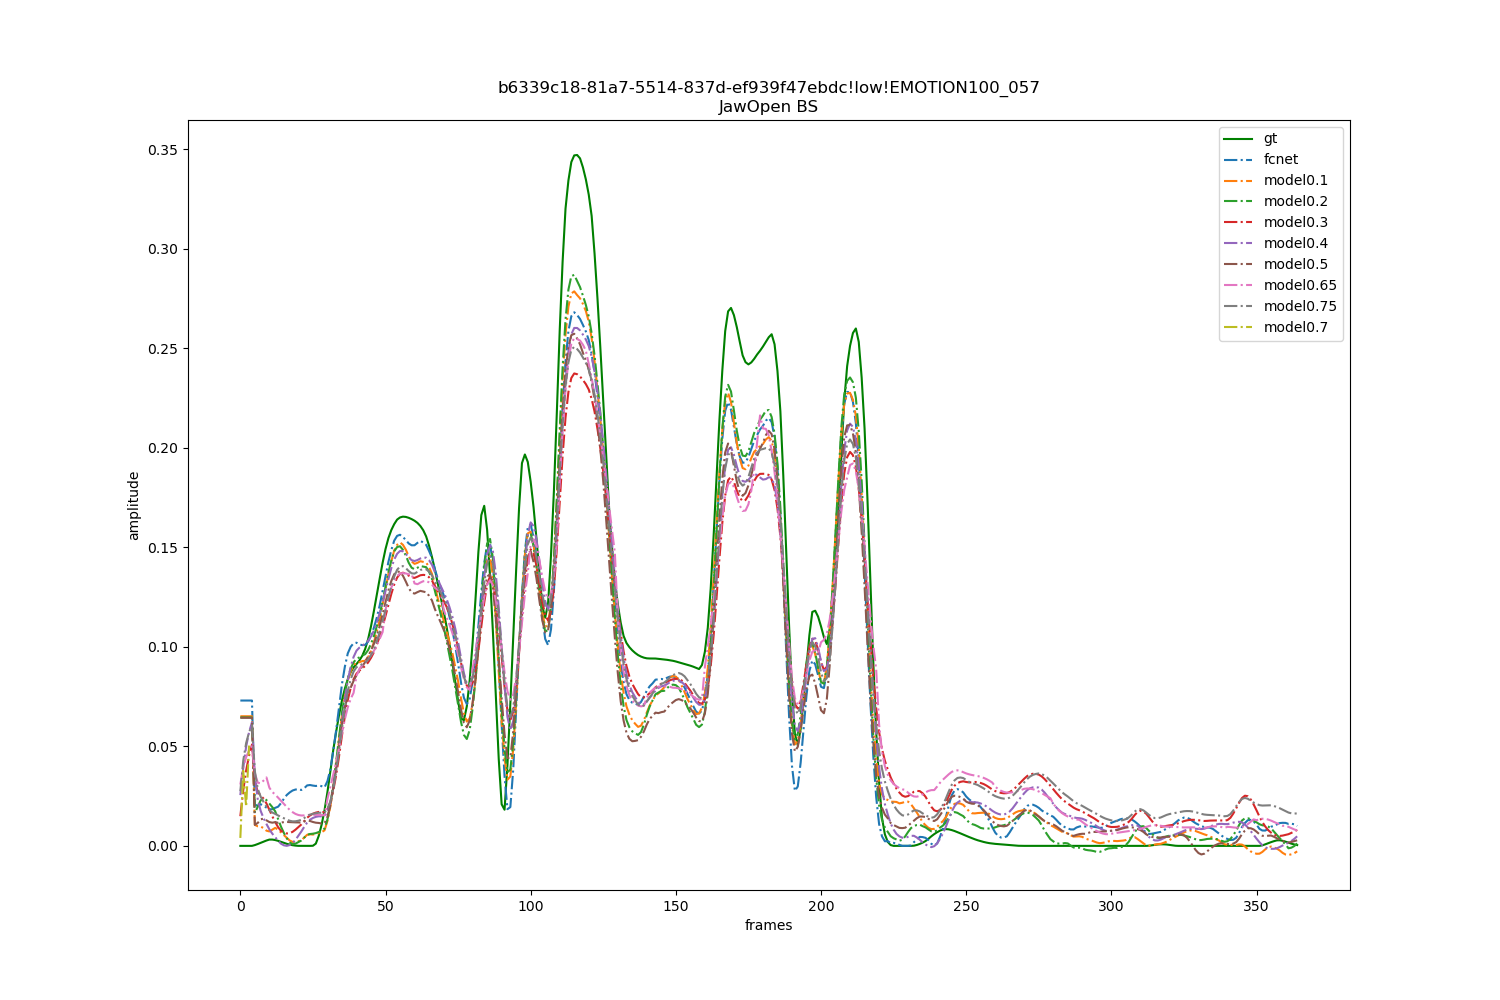 b6339c18-81a7-5514-837d-ef939f47ebdc!low!EMOTION100_057
JawOpen BS
gt
fcnet
model0.1
model0.2
model0.3
model0.4
model0.5
model0.65
model0.75
model0.7
0.35
0.30
0.25
0.20
0.15
0.10
0.05
0.00
amplitude
0 50 100 150 200 250 300 350
frames